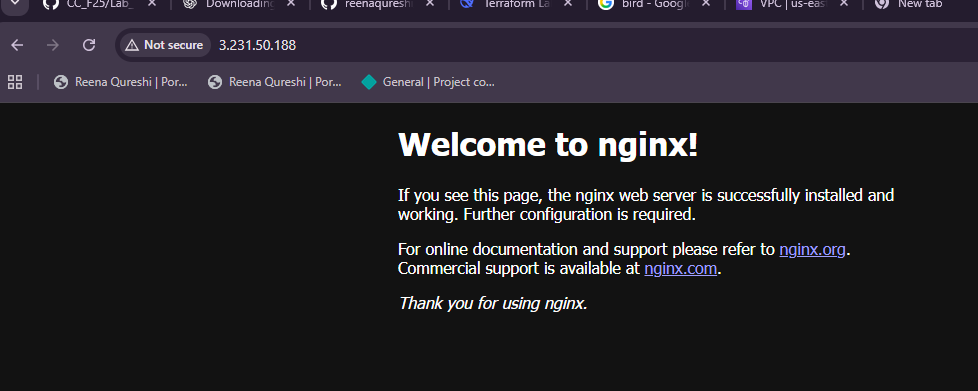 CC_F25/Lab_
Downloading
reenaqureshi
Terraform La
bird - Google
VPC | us-eas
New tab
Not secure
3.231.50.188
Reena Qureshi | Por...
Reena Qureshi | Por...
General | Project co...
Welcome to nginx!
If you see this page, the nginx web server is successfully installed and
working. Further configuration is required.
For online documentation and support please refer to nginx.org.
Commercial support is available at nginx.com.
Thank you for using nginx.